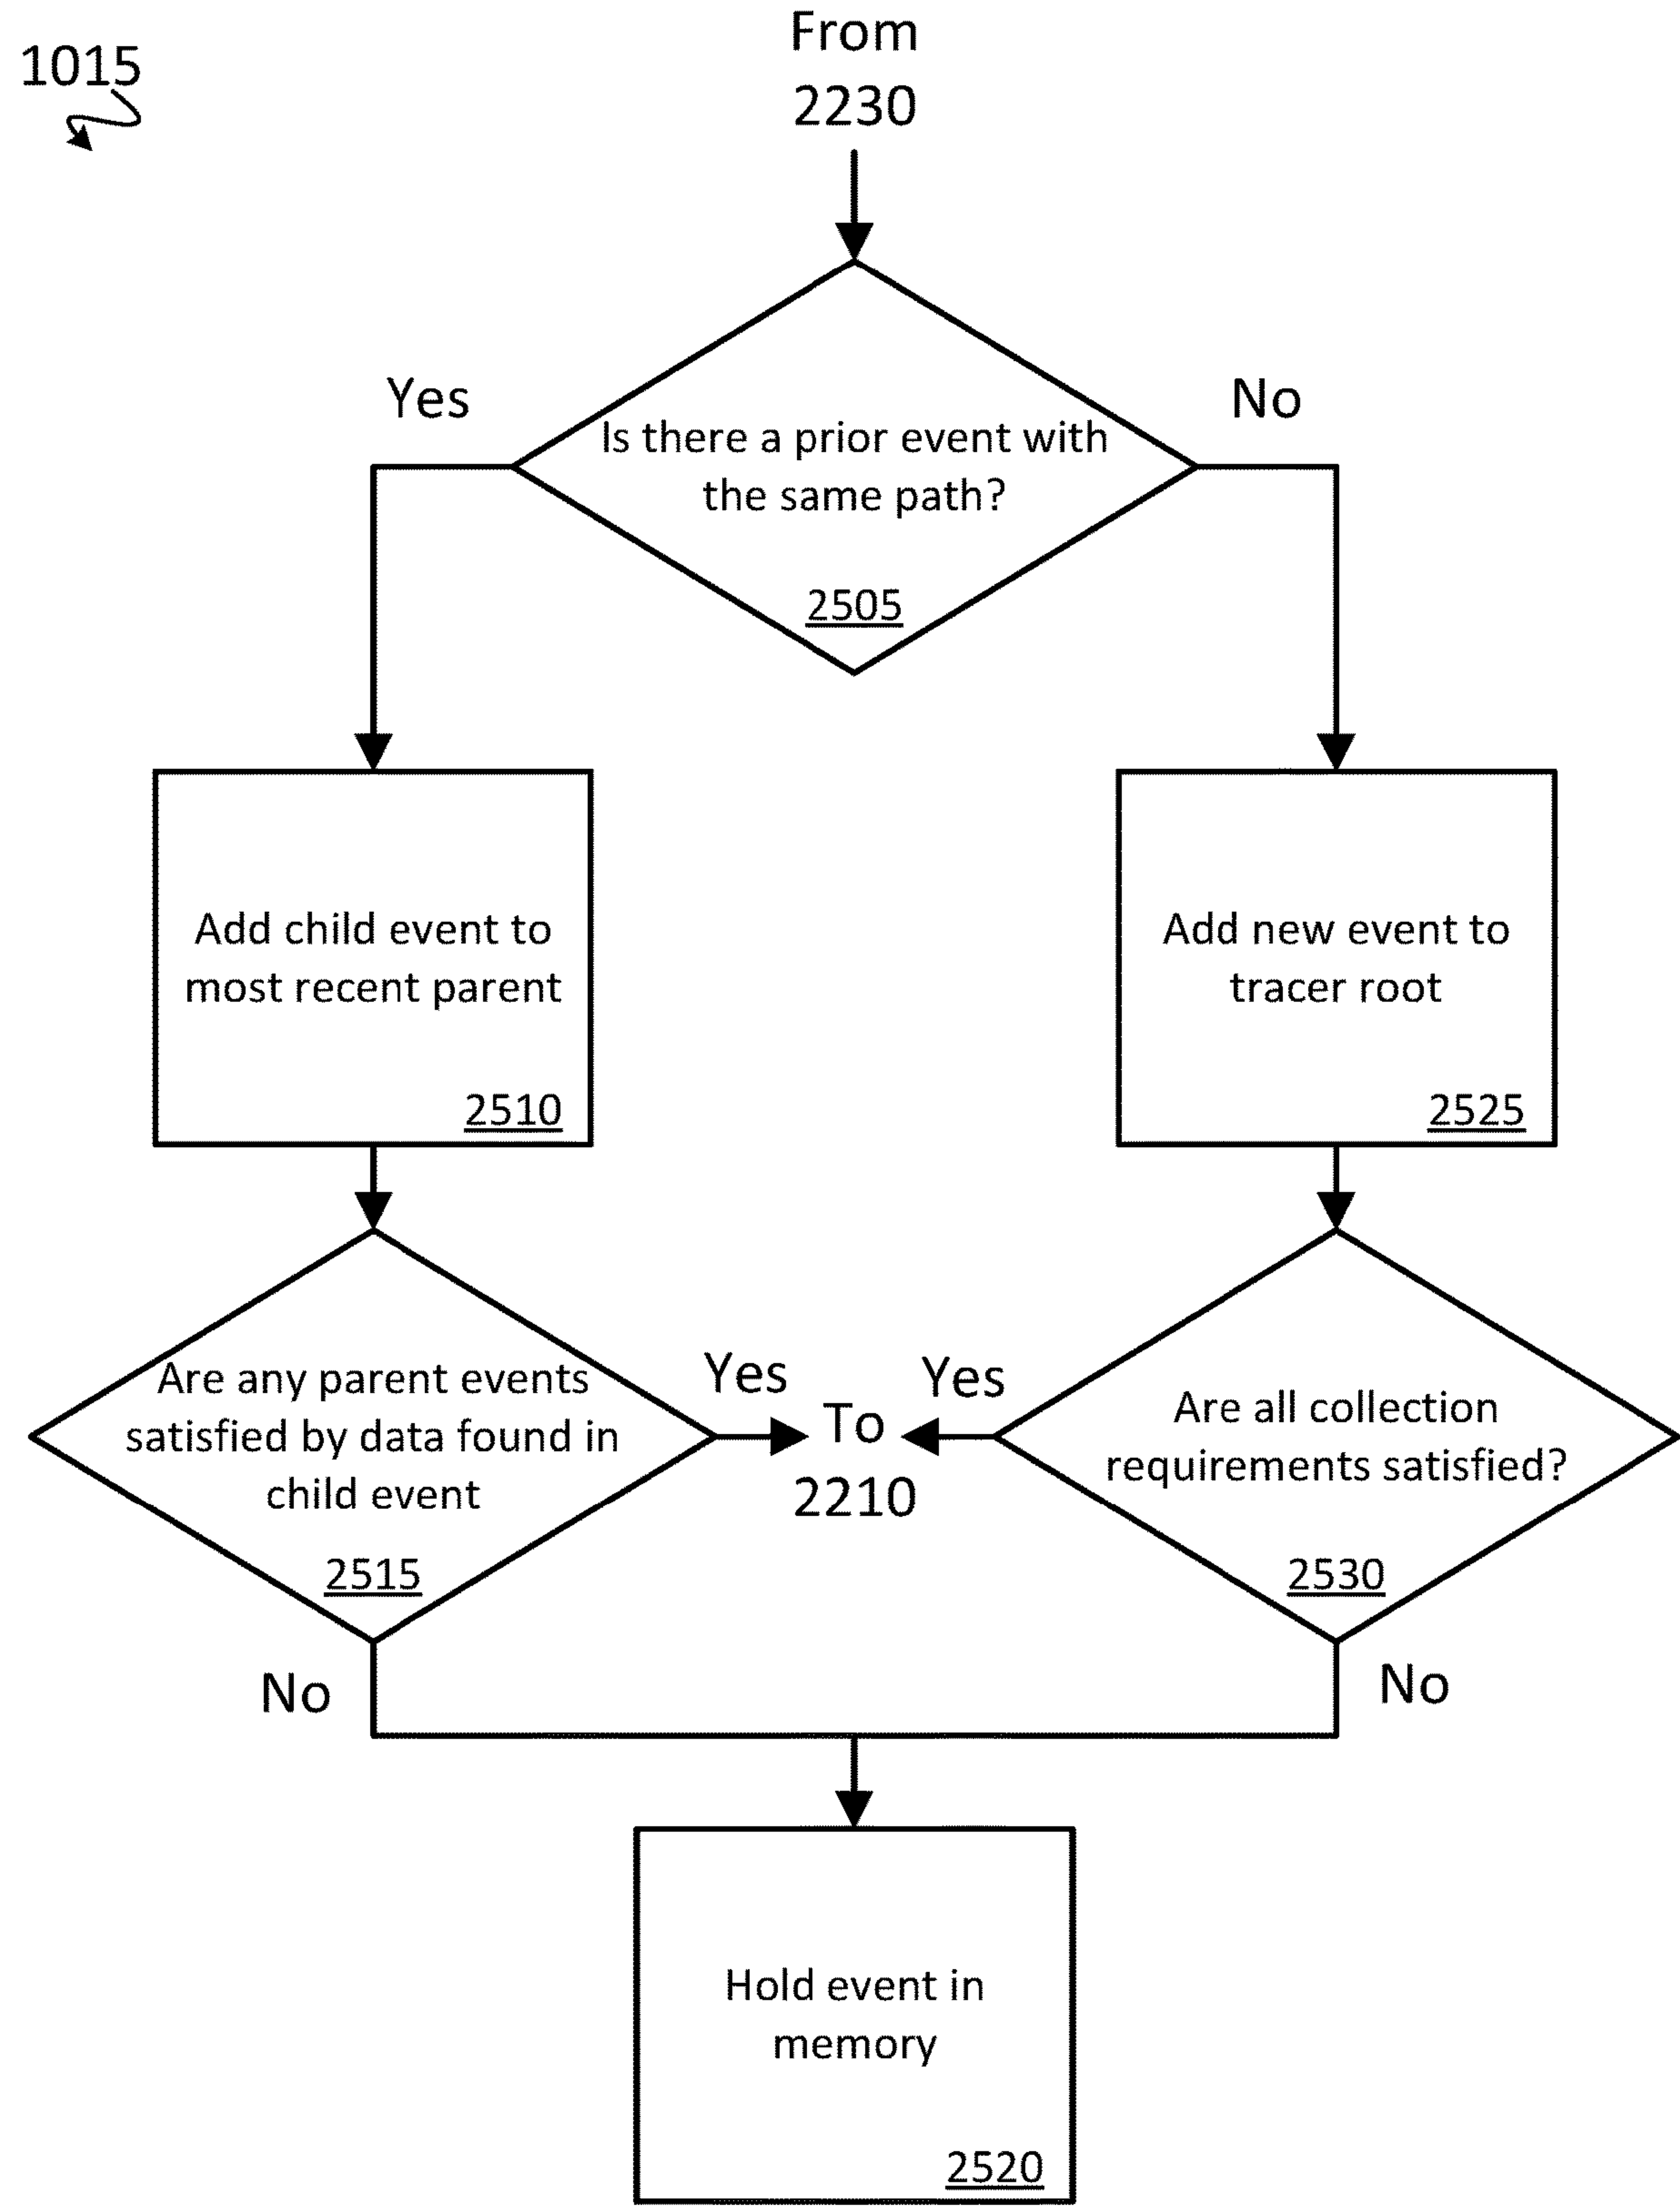 1015
From
2230
Yes
No
Is there a prior event with
the same path?
2505
Add child event to
most recent parent
2510
Add new event to
tracer root
2525
Are any parent events
satisfied by data found in
child event
2515
Yes
To
2210
Yes
Are all collection
requirements satisfied?
2530
No
No
Hold event in
memory
2520